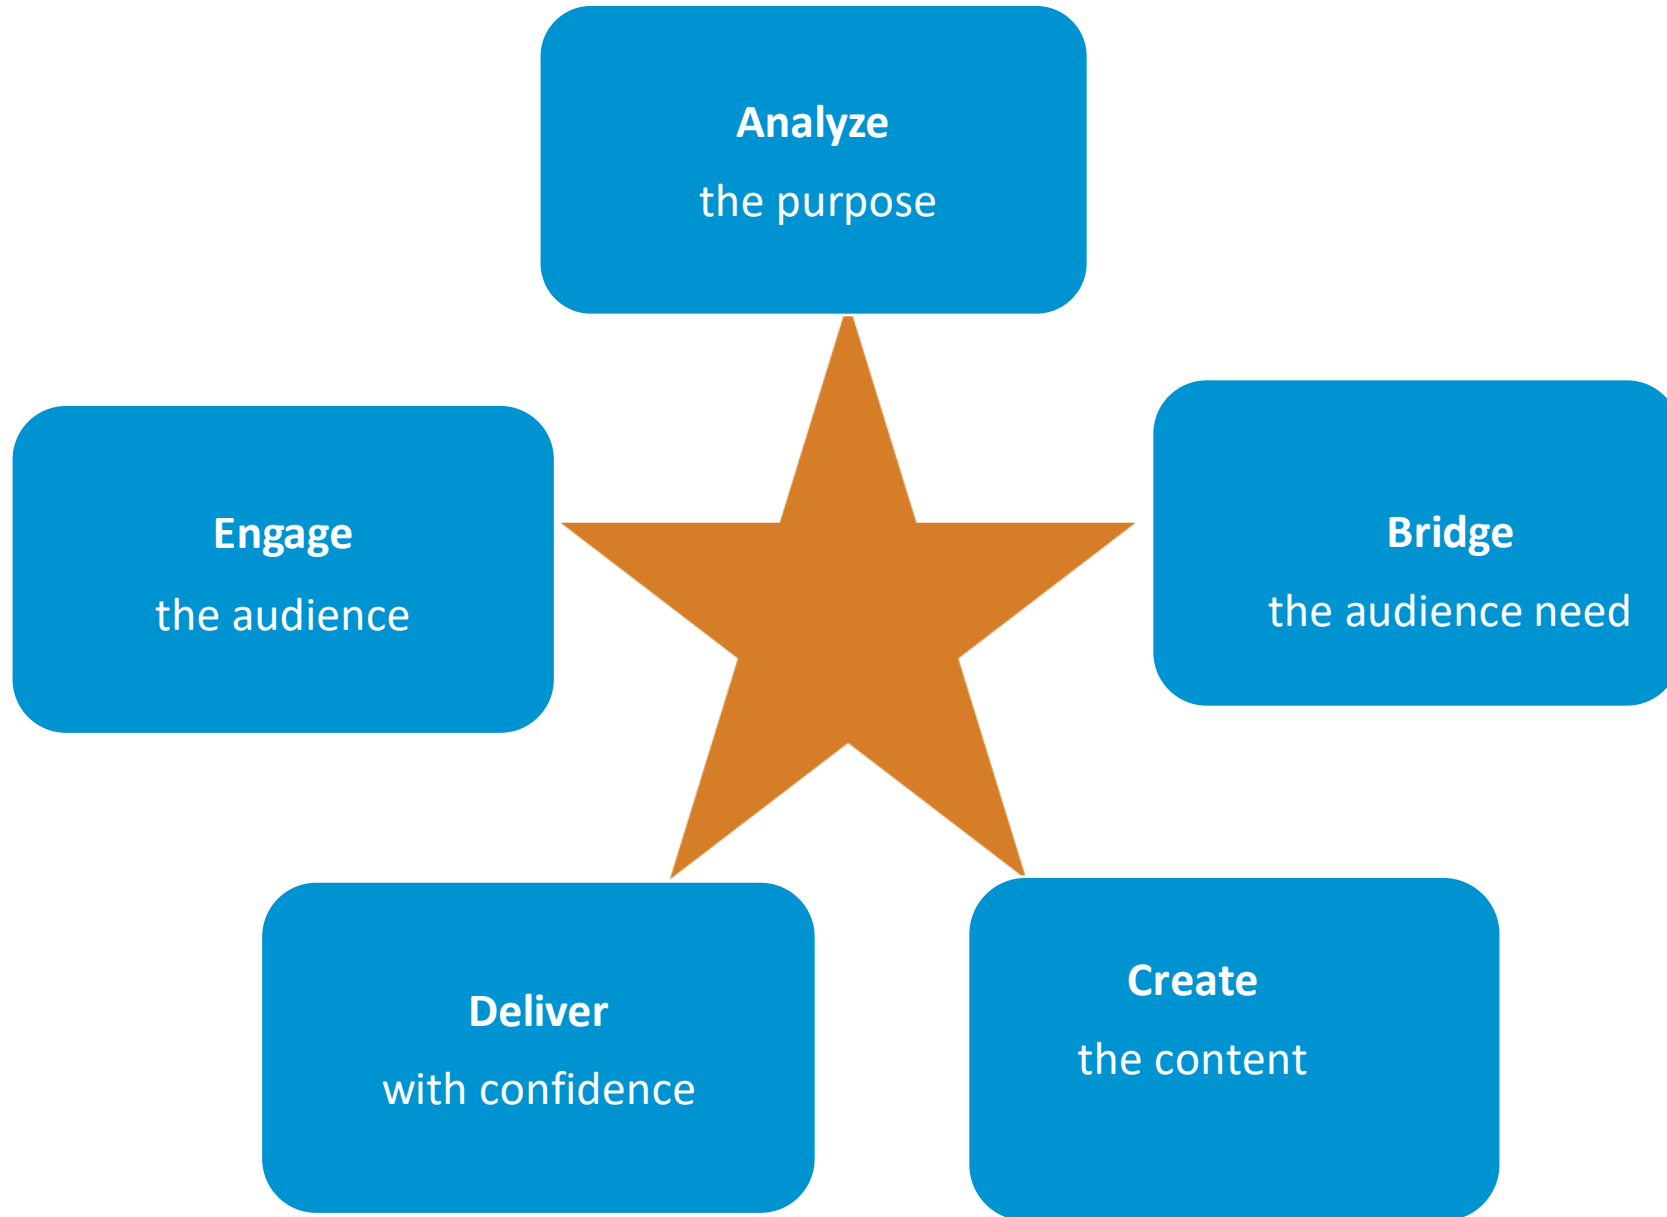 Analyze
the purpose
Engage
the audience
Bridge
the audience need
Deliver
with confidence
Create
the content